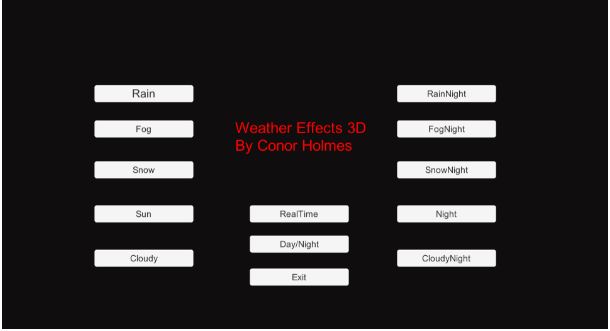 Rain
RainNight
Weather Effects 3D
By Conor Holmes
Fog
FogNight
Snow
SnowNight
Sun
RealTime
Night
Day/Night
Cloudy
CloudyNight
Exit